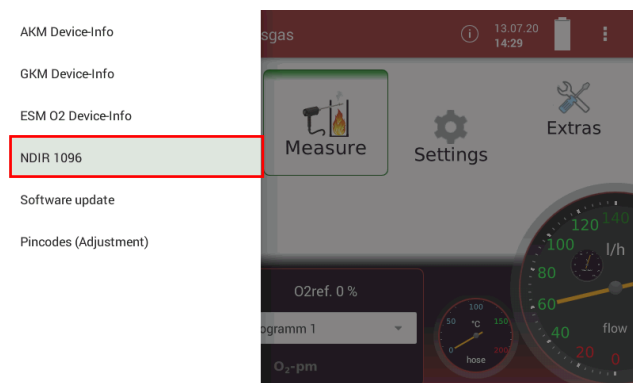 AKM Device-Info
GKM Device-Info
ESM O2 Device-Info
NDIR 1096
Software update
Pincodes (Adjustment)
sgas
i
13.07.20
14:29
Measure
Settings
Extras
O2ref. 0 %
ogramm 1
O₂-pm
0
50
100
150
200
°C
hose
0
20
40
60
80
100
120
140
l/h
flow